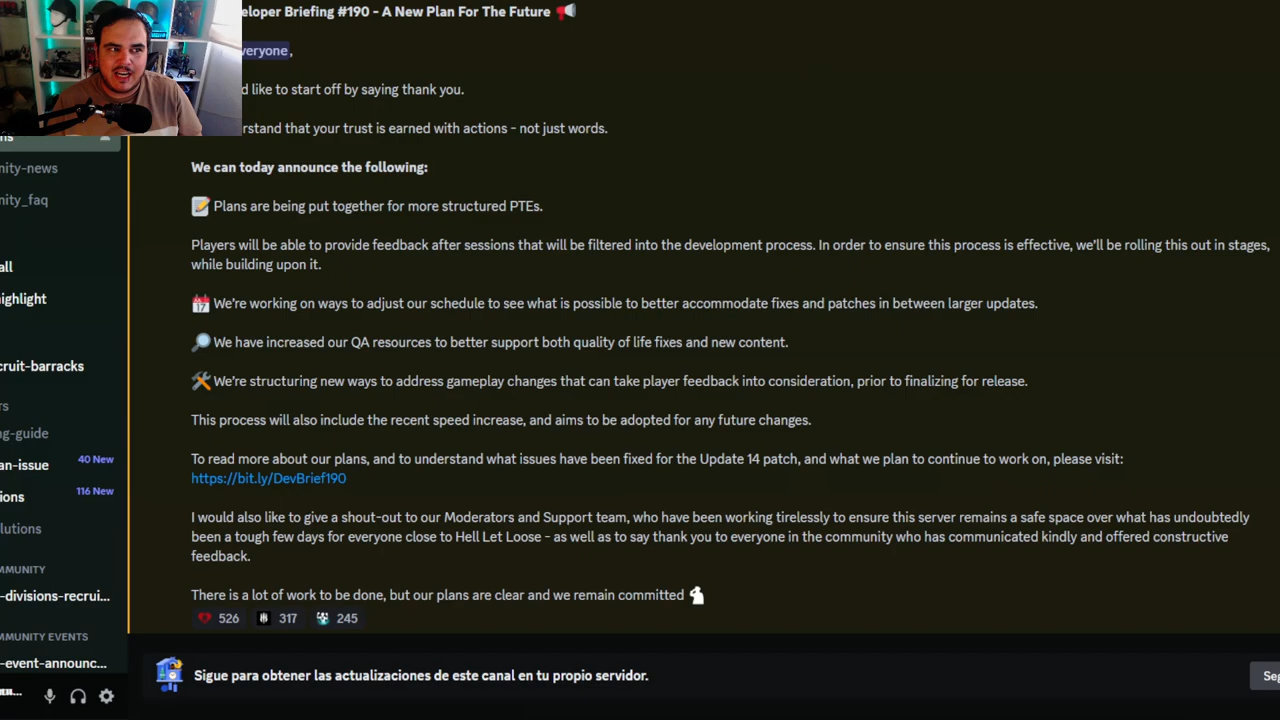 eloper Briefing #190 - A New Plan For The Future
veryone,
d like to start off by saying thank you.
rstand that your trust is earned with actions - not just words.
We can today announce the following:
Plans are being put together for more structured PTEs.
Players will be able to provide feedback after sessions that will be filtered into the development process. In order to ensure this process is effective, we'll be rolling this out in stages,
while building upon it.
17 We're working on ways to adjust our schedule to see what is possible to better accommodate fixes and patches in between larger updates.
We have increased our QA resources to better support both quality of life fixes and new content.
We're structuring new ways to address gameplay changes that can take player feedback into consideration, prior to finalizing for release.
This process will also include the recent speed increase, and aims to be adopted for any future changes.
To read more about our plans, and to understand what issues have been fixed for the Update 14 patch, and what we plan to continue to work on, please visit:
https://bit.ly/DevBrief190
I would also like to give a shout-out to our Moderators and Support team, who have been working tirelessly to ensure this server remains a safe space over what has undoubtedly
been a tough few days for everyone close to Hell Let Loose - as well as to say thank you to everyone in the community who has communicated kindly and offered constructive
feedback.
There is a lot of work to be done, but our plans are clear and we remain committed
526 317 245
Sigue para obtener las actualizaciones de este canal en tu propio servidor.
Seg
ns
nity-news
nity_faq
all
highlight
cruit-barracks
rs
ng-guide
an-issue 40 New
ions 116 New
olutions
MMUNITY
-divisions-recrui...
MMUNITY EVENTS
-event-announc...